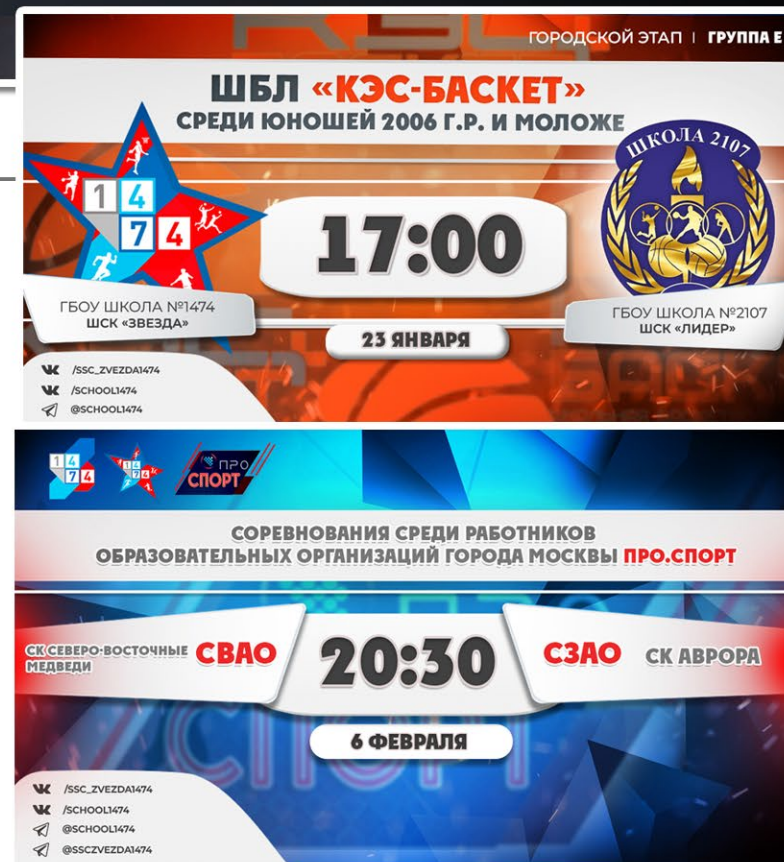 ГОРОДСКОЙ ЭТАП | ГРУППА Е
ШБЛ «КЭС-БАСКЕТ»
СРЕДИ ЮНОШЕЙ 2006 Г.Р. И МОЛОЖЕ
ШКОЛА 2107
14
74
17:00
ГБОУ ШКОЛА №1474
ШСК «ЗВЕЗДА»
ГБОУ ШКОЛА №2107
ШСК «ЛИДЕР»
23 ЯНВАРЯ
/SSC_ZVEZDA1474
/SCHOOL1474
@SCHOOL1474
14
74
14
74
ПРО
СПОРТ
СОРЕВНОВАНИЯ СРЕДИ РАБОТНИКОВ
ОБРАЗОВАТЕЛЬНЫХ ОРГАНИЗАЦИЙ ГОРОДА МОСКВЫ ПРО.СПОРТ
СК СЕВЕРО-ВОСТОЧНЫЕ
МЕДВЕДИ
СВАО
20:30
СЗАО
СК АВРОРА
6 ФЕВРАЛЯ
/SSC_ZVEZDA1474
/SCHOOL1474
@SCHOOL1474
@SSCZVEZDA1474